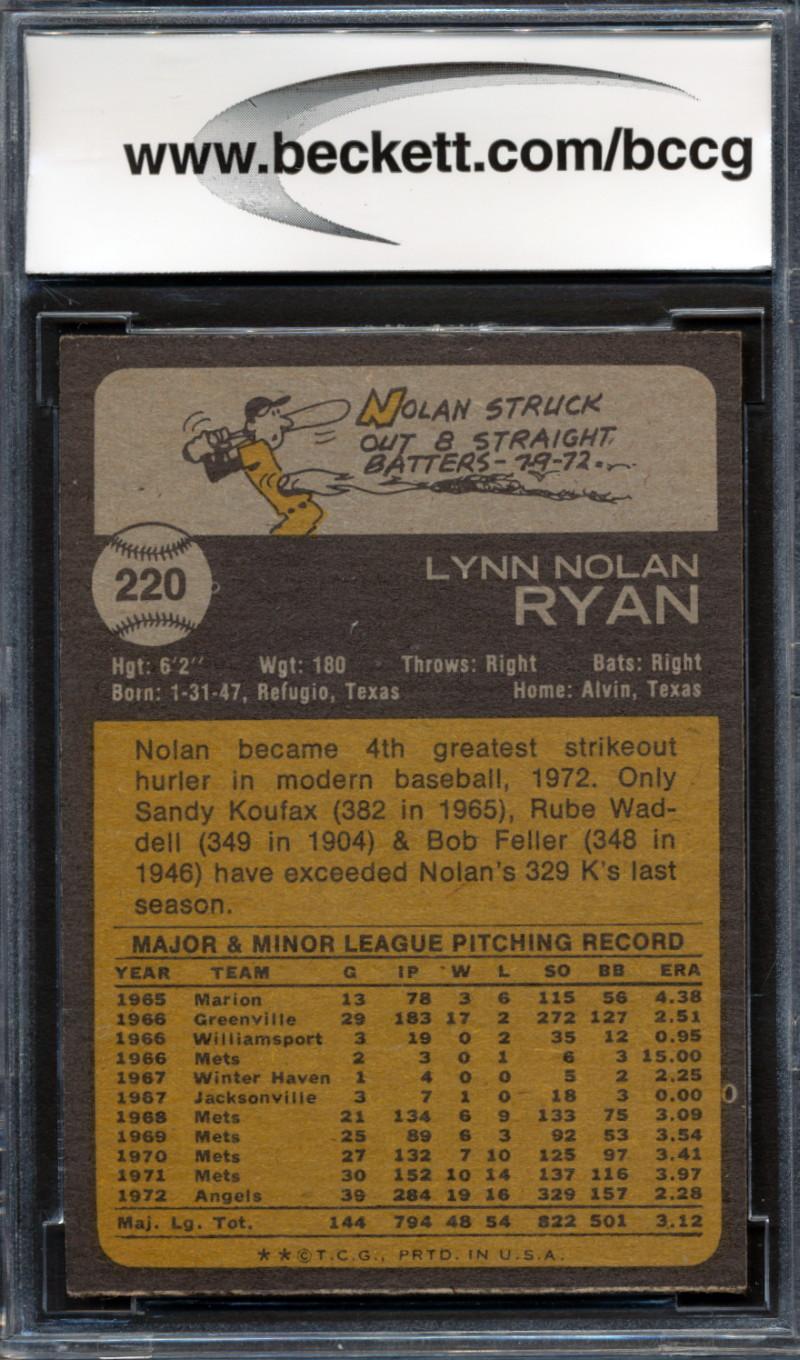 www.beckett.com/bccg
NOLAN STRUCK
OUT 8 STRAIGHT
BATTERS-7-9-72...
220
LYNN NOLAN
RYAN
Hgt: 6'2" Wgt: 180 Throws: Right Bats: Right
Born: 1-31-47, Refugio, Texas Home: Alvin, Texas
Nolan became 4th greatest strikeout
hurler in modern baseball, 1972. Only
Sandy Koufax (382 in 1965), Rube Wad-
dell (349 in 1904) & Bob Feller (348 in
1946) have exceeded Nolan's 329 K's last
season.
MAJOR & MINOR LEAGUE PITCHING RECORD
YEAR TEAM G IP W L SO BB ERA
1965 Marion 13 78 3 6 115 56 4.38
1966 Greenville 29 183 17 2 272 127 2.51
1966 Williamsport 3 19 0 2 35 12 0.95
1966 Mets 2 3 0 1 6 3 15.00
1967 Winter Haven 1 4 0 0 5 2 2.25
1967 Jacksonville 3 7 1 0 18 3 0.00
1968 Mets 21 134 6 9 133 75 3.09
1969 Mets 25 89 6 3 92 53 3.54
1970 Mets 27 132 7 10 125 97 3.41
1971 Mets 30 152 10 14 137 116 3.97
1972 Angels 39 284 19 16 329 157 2.28
Maj. Lg. Tot. 144 794 48 54 822 501 3.12
**©T.C.G., PRTD. IN U.S.A.